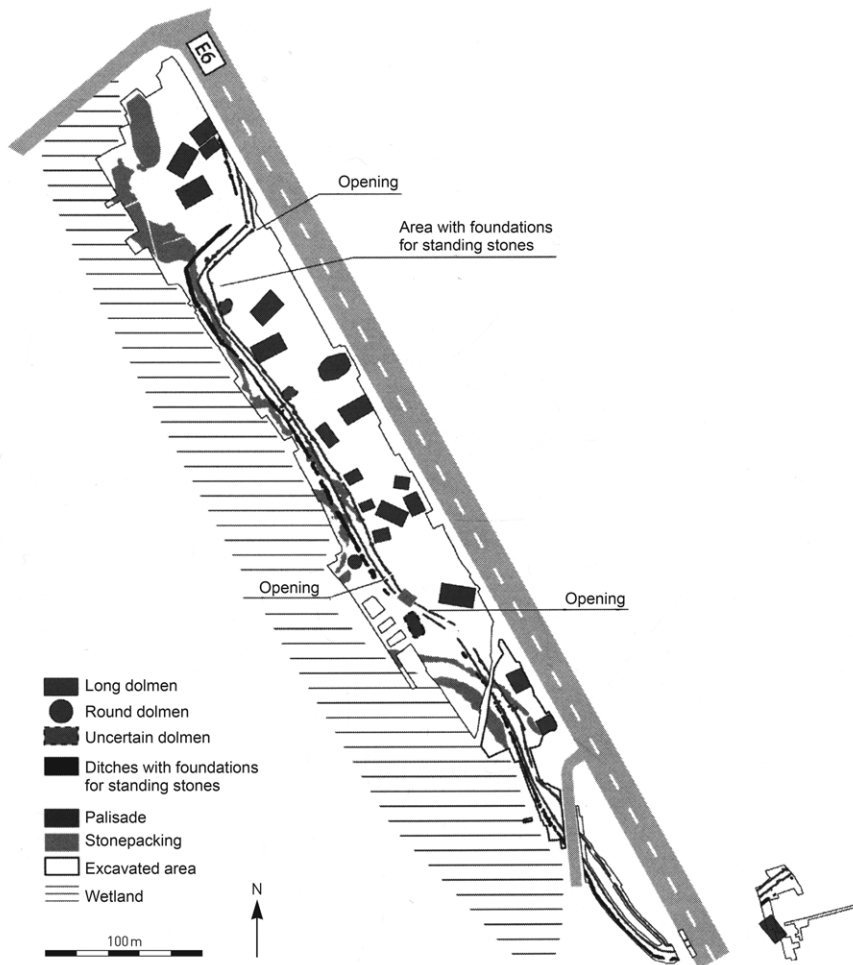 E6
Opening
Area with foundations
for standing stones
Opening
Opening
Long dolmen
Round dolmen
Uncertain dolmen
Ditches with foundations
for standing stones
Palisade
Stonepacking
Excavated area
Wetland
N
100 m